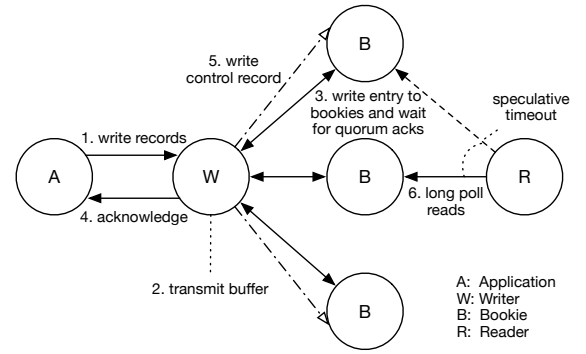 B
5. write
control record
3. write entry to
bookies and wait
for quorum acks
speculative
timeout
1. write records
A
W
B
R
4. acknowledge
6. long poll
reads
2. transmit buffer
B
A: Application
W: Writer
B: Bookie
R: Reader